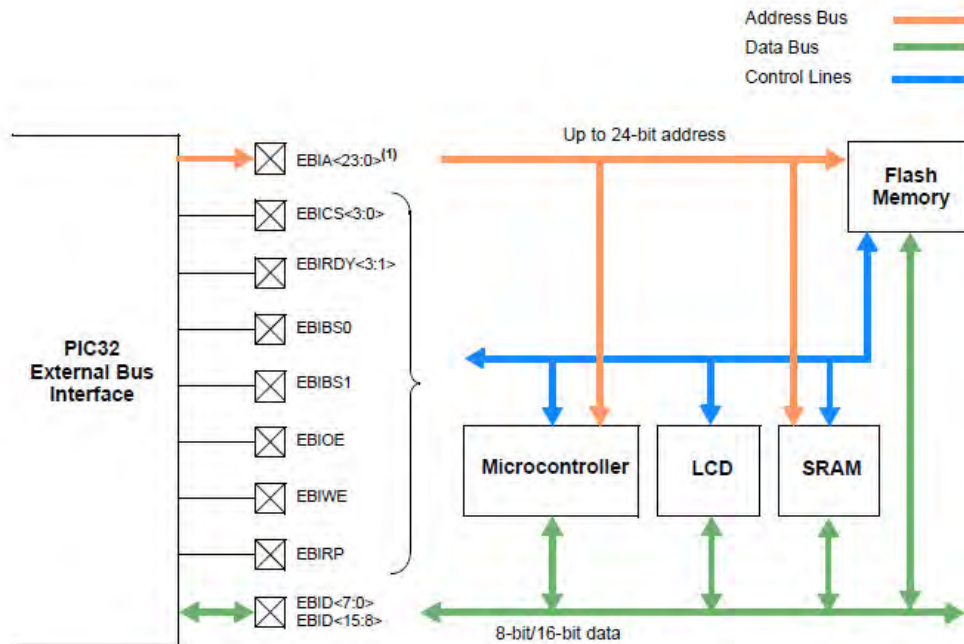 Address Bus
Data Bus
Control Lines
Up to 24-bit address
EBIA<23:0>(1)
Flash
Memory
EBICS<3:0>
EBIRDY<3:1>
EBIBS0
PIC32
External Bus
Interface
EBIBS1
EBIOE
Microcontroller
LCD
SRAM
EBIWE
EBIRP
EBID<7:0>
EBID<15:8>
8-bit/16-bit data